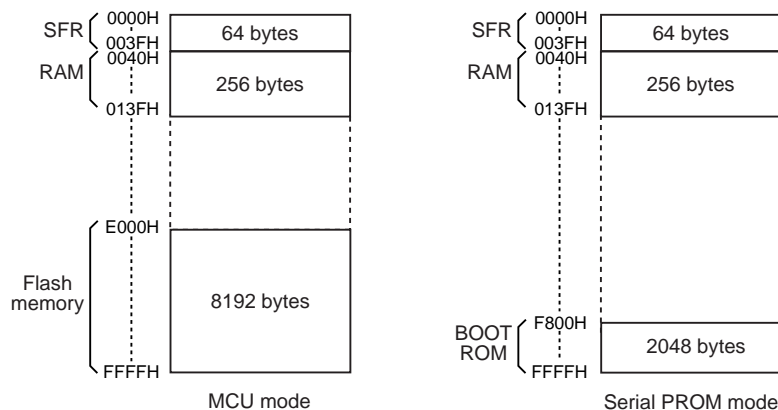 SFR
0000H
003FH
64 bytes
RAM
0040H
013FH
256 bytes
Flash
memory
E000H
FFFFH
8192 bytes
MCU mode
SFR
0000H
003FH
64 bytes
RAM
0040H
013FH
256 bytes
BOOT
ROM
F800H
FFFFH
2048 bytes
Serial PROM mode